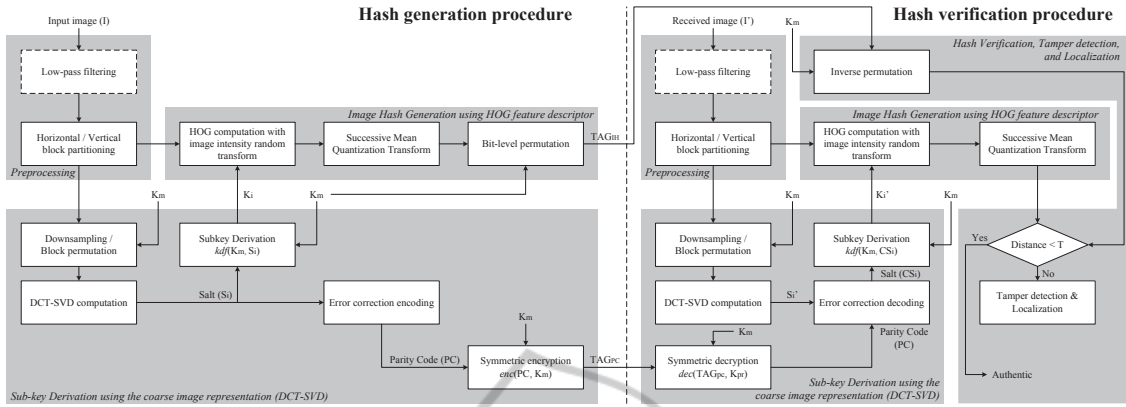 Hash generation procedure
Input image (I)
Low-pass filtering
Horizontal / Vertical
block partitioning
Preprocessing
Image Hash Generation using HOG feature descriptor
HOG computation with
image intensity random
transform
Successive Mean
Quantization Transform
Bit-level permutation
TAGIH
Km
Ki
Km
Km
Downsampling /
Block permutation
Subkey Derivation
kdf(Km, Si)
DCT-SVD computation
Salt (Si)
Error correction encoding
Km
Parity Code (PC)
Symmetric encryption
enc(PC, Km)
TAGPC
Sub-key Derivation using the coarse image representation (DCT-SVD)
Hash verification procedure
Received image (I')
Km
Hash Verification, Tamper detection,
and Localization
Low-pass filtering
Inverse permutation
Image Hash Generation using HOG feature descriptor
Horizontal / Vertical
block partitioning
HOG computation with
image intensity random
transform
Successive Mean
Quantization Transform
Preprocessing
Km
Ki'
Km
Downsampling /
Block permutation
Subkey Derivation
kdf(Km, CSi)
Yes
Distance < T
No
Salt (CSi)
DCT-SVD computation
Si'
Error correction decoding
Tamper detection &
Localization
Km
Parity Code
(PC)
Symmetric decryption
dec(TAGpc, Kpr)
Authentic
Sub-key Derivation using the
coarse image representation (DCT-SVD)